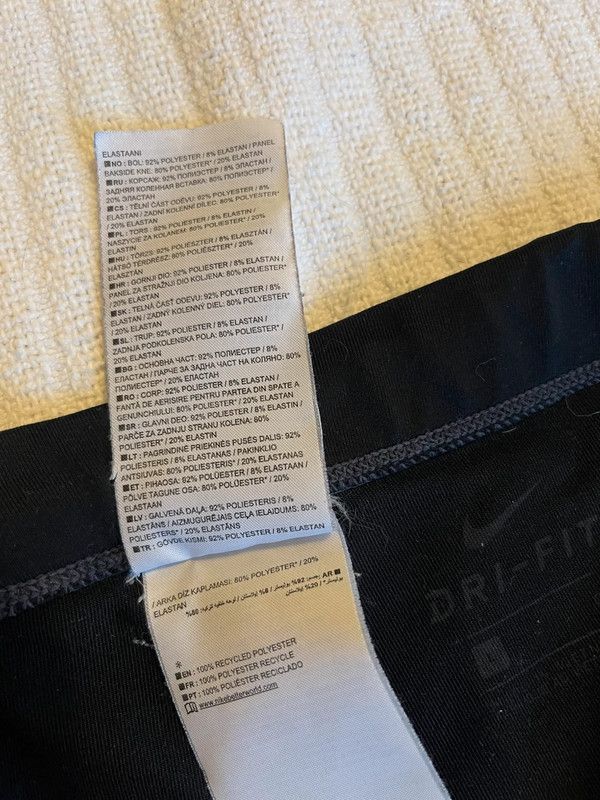 ELASTAANI
NO : BOL: 92% POLYESTER / 8% ELASTAN / PANEL
BAKSIDE KNE: 80% POLYESTER* / 20% ELASTAN
RU : КОРСАЖ: 92% ПОЛИЭСТЕР / 8% ЭЛАСТАН /
ЗАДНЯЯ КОЛЕННАЯ ВСТАВКА: 80% ПОЛИЭСТЕР* /
20% ЭЛАСТАН
CS : TĚLNÍ ČÁST ODĚVU: 92% POLYESTER / 8%
ELASTAN / ZADNÍ KOLENNÍ DÍLEC: 80% POLYESTER*
/ 20% ELASTAN
PL : TORS : 92% POLYESTER / 8% ELASTIN /
NASZYCIE ZA KOLANEM: 80% POLYESTER* / 20%
ELASTIN
HU : TÖRZS: 92% POLIÉSZTER / 8% ELASZTÁN /
HÁTSÓ TÉRDRÉSZ: 80% POLIÉSZTER* / 20%
ELASZTÁN
HR : GORNJI DIO: 92% POLIESTER / 8% ELASTAN /
PANEL ZA STRAŽNJI DIO KOLJENA: 80% POLIESTER*
/ 20% ELASTAN
SK : TELNÁ ČASŤ ODEVU: 92% POLYESTER / 8%
ELASTAN / ZADNÝ KOLENNÝ DIEL: 80% POLYESTER*
/ 20% ELASTAN
SL : TRUP: 92% POLIESTER / 8% ELASTAN /
ZADNJA PODKOLENSKA POLA: 80% POLIESTER* /
20% ELASTAN
BG : ОСНОВНА ЧАСТ: 92% ПОЛИЕСТЕР / 8%
ЕЛАСТАН / ПАРЧЕ ЗА ЗАДНА ЧАСТ НА КОЛЯНО: 80%
ПОЛИЕСТЕР* / 20% ЕЛАСТАН
RO : CORP: 92% POLIESTER / 8% ELASTAN /
FANTĂ DE AERISIRE PENTRU PARTEA DIN SPATE A
GENUNCHIULUI: 80% POLIESTER* / 20% ELASTAN
SR : GLAVNI DEO: 92% POLIESTER / 8% ELASTIN /
PARČE ZA ZADNJU STRANU KOLENA: 80%
POLIESTER* / 20% ELASTIN
LT : PAGRINDINĖ PRIEKINĖS PUSĖS DALIS: 92%
POLIESTERIS / 8% ELASTANAS / PAKINKLIO
ANTSIUVAS: 80% POLIESTERIS* / 20% ELASTANAS
ET : PIHAOSA: 92% POLÜESTER / 8% ELASTAAN /
PÕLVE TAGUNE OSA: 80% POLÜESTER* / 20%
ELASTAAN
LV : GALVENĀ DAĻA: 92% POLIESTERIS / 8%
ELASTĀNS / AIZMUGURĒJAIS CEĻA IELAIDUMS: 80%
POLIESTERS* / 20% ELASTĀNS
TR : GÖVDE KISMI: 92% POLYESTER / 8% ELASTAN
/ ARKA DİZ KAPLAMASI: 80% POLYESTER* / 20%
ELASTAN
*
EN : 100% RECYCLED POLYESTER
FR : 100% POLYESTER RECYCLÉ
PT : 100% POLIÉSTER RECICLADO
www.nikebetterworld.com
DRI-FIT